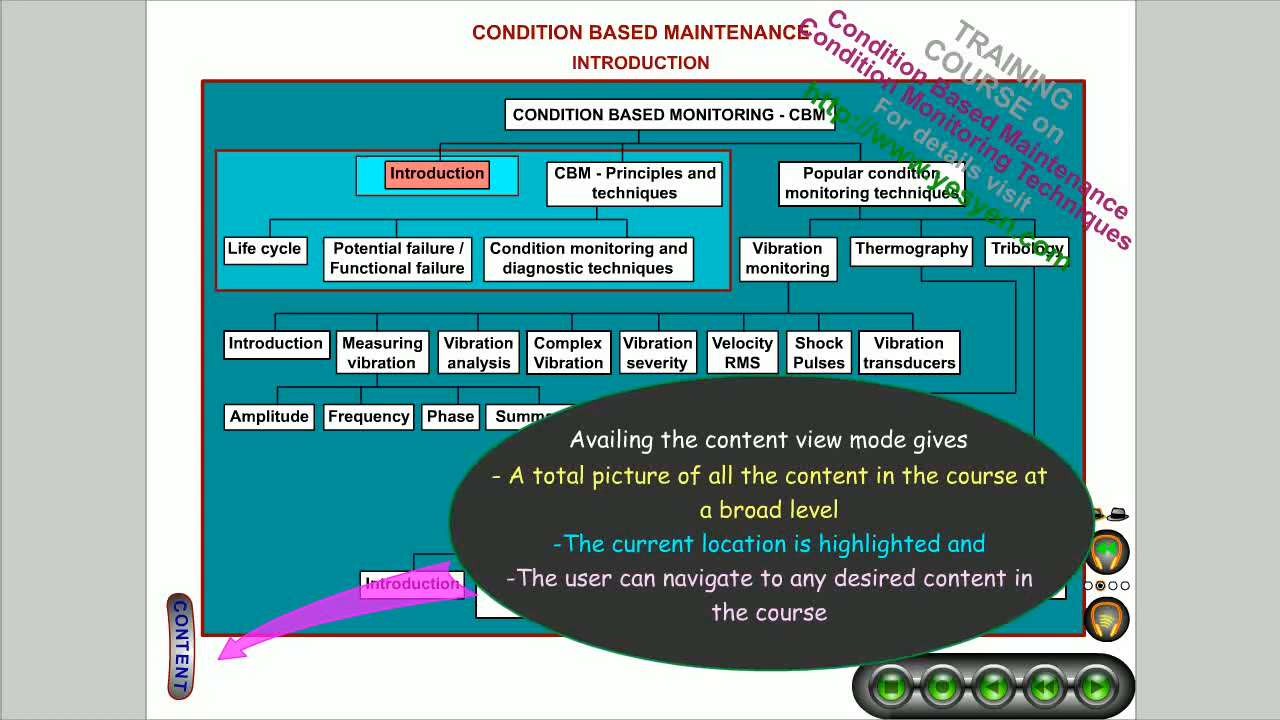 CONDITION BASED MAINTENANCE
INTRODUCTION
TRAINING
COURSE on
Condition Based Maintenance
Condition Monitoring Techniques
For details visit
http://www.yesyen.com
CONDITION BASED MONITORING - CBM
Introduction
CBM - Principles and
techniques
Popular condition
monitoring techniques
Life cycle
Potential failure /
Functional failure
Condition monitoring and
diagnostic techniques
Vibration
monitoring
Thermography
Tribology
Introduction
Measuring
vibration
Vibration
analysis
Complex
Vibration
Vibration
severity
Velocity
RMS
Shock
Pulses
Vibration
transducers
Amplitude
Frequency
Phase
Availing the content view mode gives
- A total picture of all the content in the course at
a broad level
-The current location is highlighted and
-The user can navigate to any desired content in
the course
Introduction
CONTENT